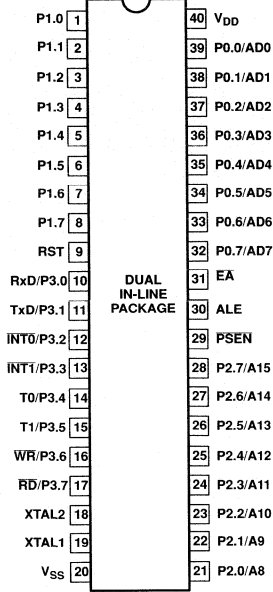 P1.0 1 40 VDD
P1.1 2 39 P0.0/AD0
P1.2 3 38 P0.1/AD1
P1.3 4 37 P0.2/AD2
P1.4 5 36 P0.3/AD3
P1.5 6 35 P0.4/AD4
P1.6 7 34 P0.5/AD5
P1.7 8 33 P0.6/AD6
RST 9 32 P0.7/AD7
RxD/P3.0 10 31 E̅A̅
TxD/P3.1 11 30 ALE
I̅N̅T̅0̅/P3.2 12 29 P̅S̅E̅N̅
I̅N̅T̅1̅/P3.3 13 28 P2.7/A15
T0/P3.4 14 27 P2.6/A14
T1/P3.5 15 26 P2.5/A13
W̅R̅/P3.6 16 25 P2.4/A12
R̅D̅/P3.7 17 24 P2.3/A11
XTAL2 18 23 P2.2/A10
XTAL1 19 22 P2.1/A9
VSS 20 21 P2.0/A8
DUAL
IN-LINE
PACKAGE